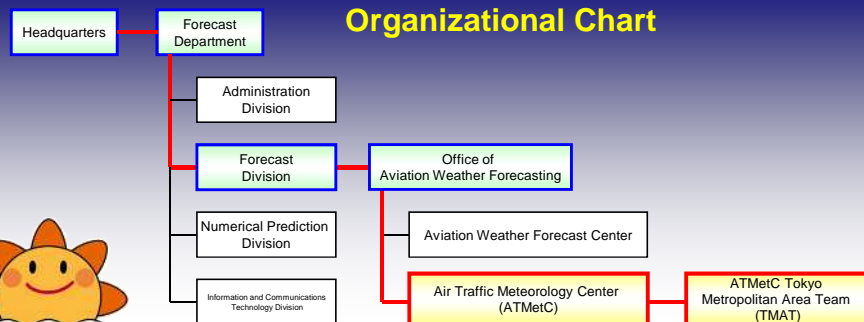 Organizational Chart
Headquarters
Forecast
Department
Administration
Division
Forecast
Division
Office of
Aviation Weather Forecasting
Numerical Prediction
Division
Aviation Weather Forecast Center
Information and Communications
Technology Division
Air Traffic Meteorology Center
(ATMetC)
ATMetC Tokyo
Metropolitan Area Team
(TMAT)